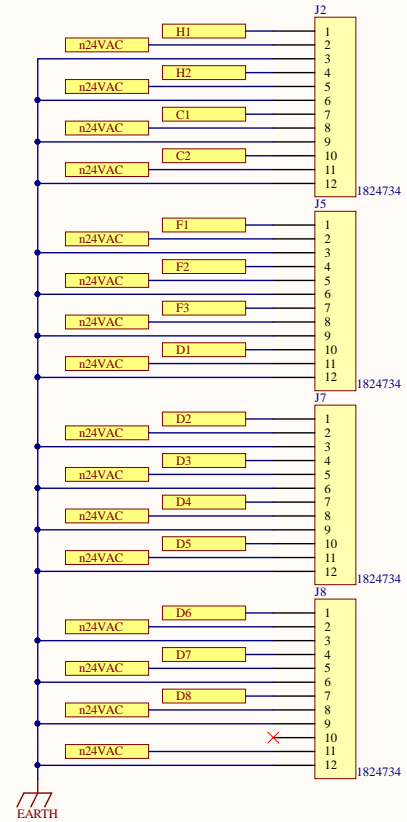 J2
H1 1
n24VAC 2
3
H2 4
n24VAC 5
6
C1 7
n24VAC 8
9
C2 10
n24VAC 11
12
1824734
J5
F1 1
n24VAC 2
3
F2 4
n24VAC 5
6
F3 7
n24VAC 8
9
D1 10
n24VAC 11
12
1824734
J7
D2 1
n24VAC 2
3
D3 4
n24VAC 5
6
D4 7
n24VAC 8
9
D5 10
n24VAC 11
12
1824734
J8
D6 1
n24VAC 2
3
D7 4
n24VAC 5
6
D8 7
n24VAC 8
9
10
n24VAC 11
12
1824734
EARTH